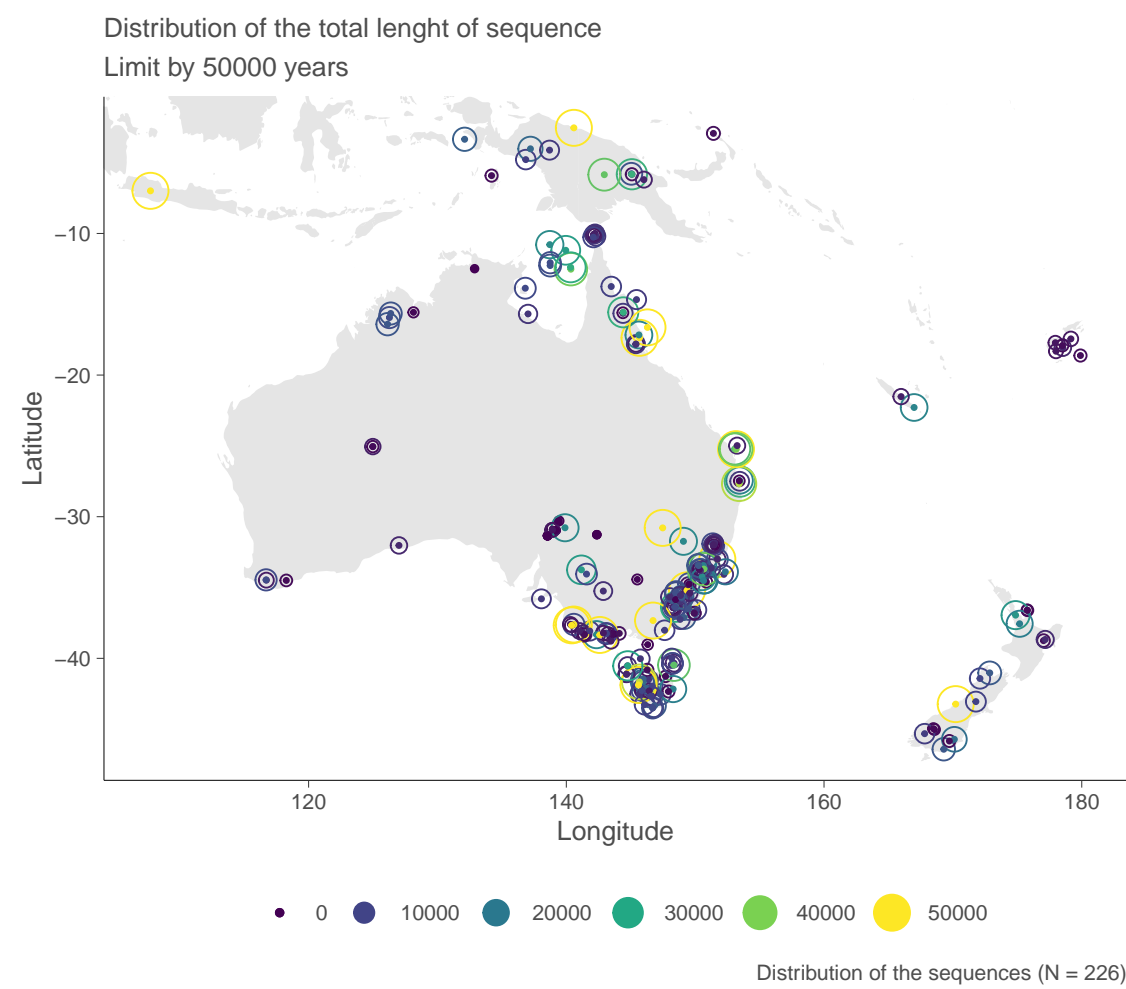 Distribution of the total lenght of sequence
Limit by 50000 years
−10
−20
−30
−40
Latitude
120 140 160 180
Longitude
0 10000 20000 30000 40000 50000
Distribution of the sequences (N = 226)